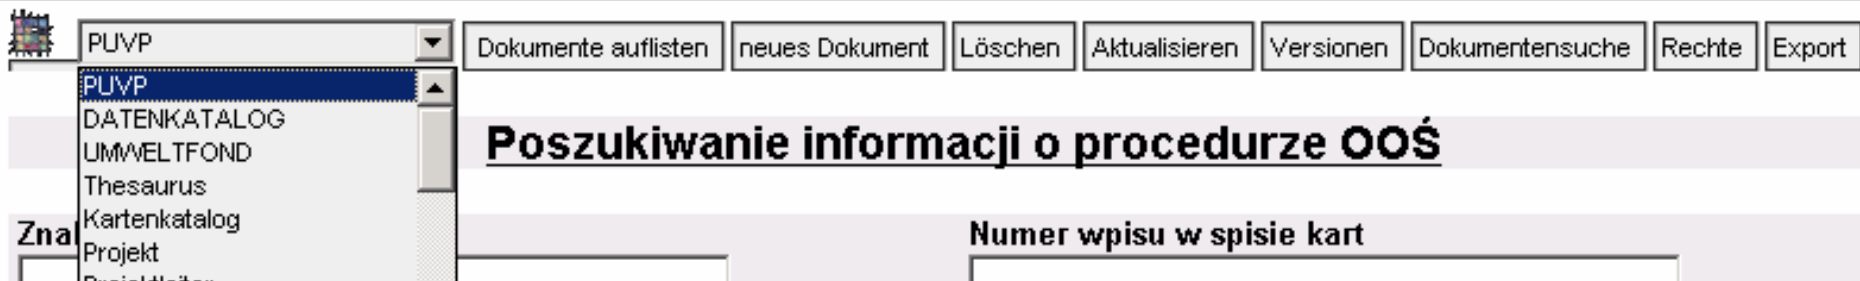 PUVP
Dokumente auflisten
neues Dokument
Löschen
Aktualisieren
Versionen
Dokumentensuche
Rechte
Export
PUVP
DATENKATALOG
UMWELTFOND
Thesaurus
Kartenkatalog
Projekt
Poszukiwanie informacji o procedurze OOŚ
Numer wpisu w spisie kart